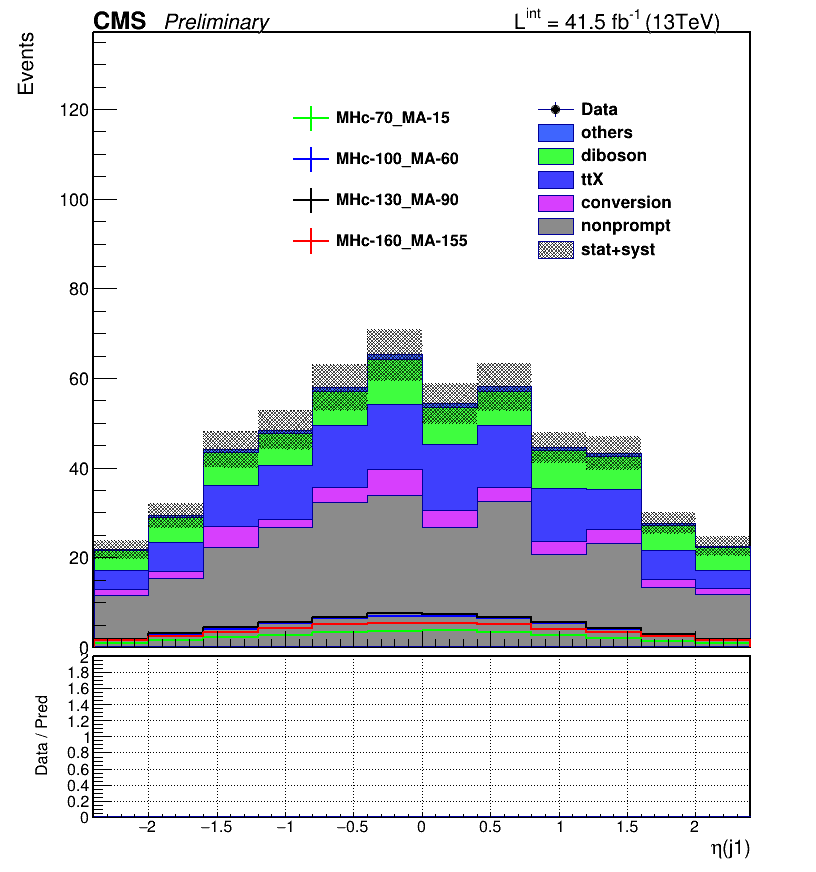 CMS Preliminary L^int = 41.5 fb^-1 (13TeV)
Events
120
100
80
60
40
20
0
MHc-70_MA-15
MHc-100_MA-60
MHc-130_MA-90
MHc-160_MA-155
Data
others
diboson
ttX
conversion
nonprompt
stat+syst
Data / Pred
2
1.8
1.6
1.4
1.2
1
0.8
0.6
0.4
0.2
0
−2 −1.5 −1 −0.5 0 0.5 1 1.5 2
η(j1)